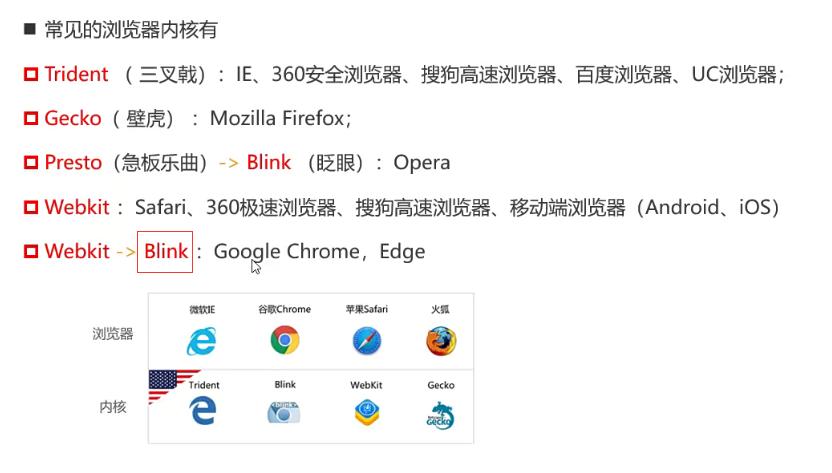 常见的浏览器内核有
Trident （ 三叉戟）：IE、360安全浏览器、搜狗高速浏览器、百度浏览器、UC浏览器；
Gecko（ 壁虎） ：Mozilla Firefox；
Presto（急板乐曲）-> Blink （眨眼）：Opera
Webkit ：Safari、360极速浏览器、搜狗高速浏览器、移动端浏览器（Android、iOS）
Webkit -> Blink ：Google Chrome，Edge
微软IE 谷歌Chrome 苹果Safari 火狐
浏览器
Trident Blink WebKit Gecko
内核
blink
Gecko